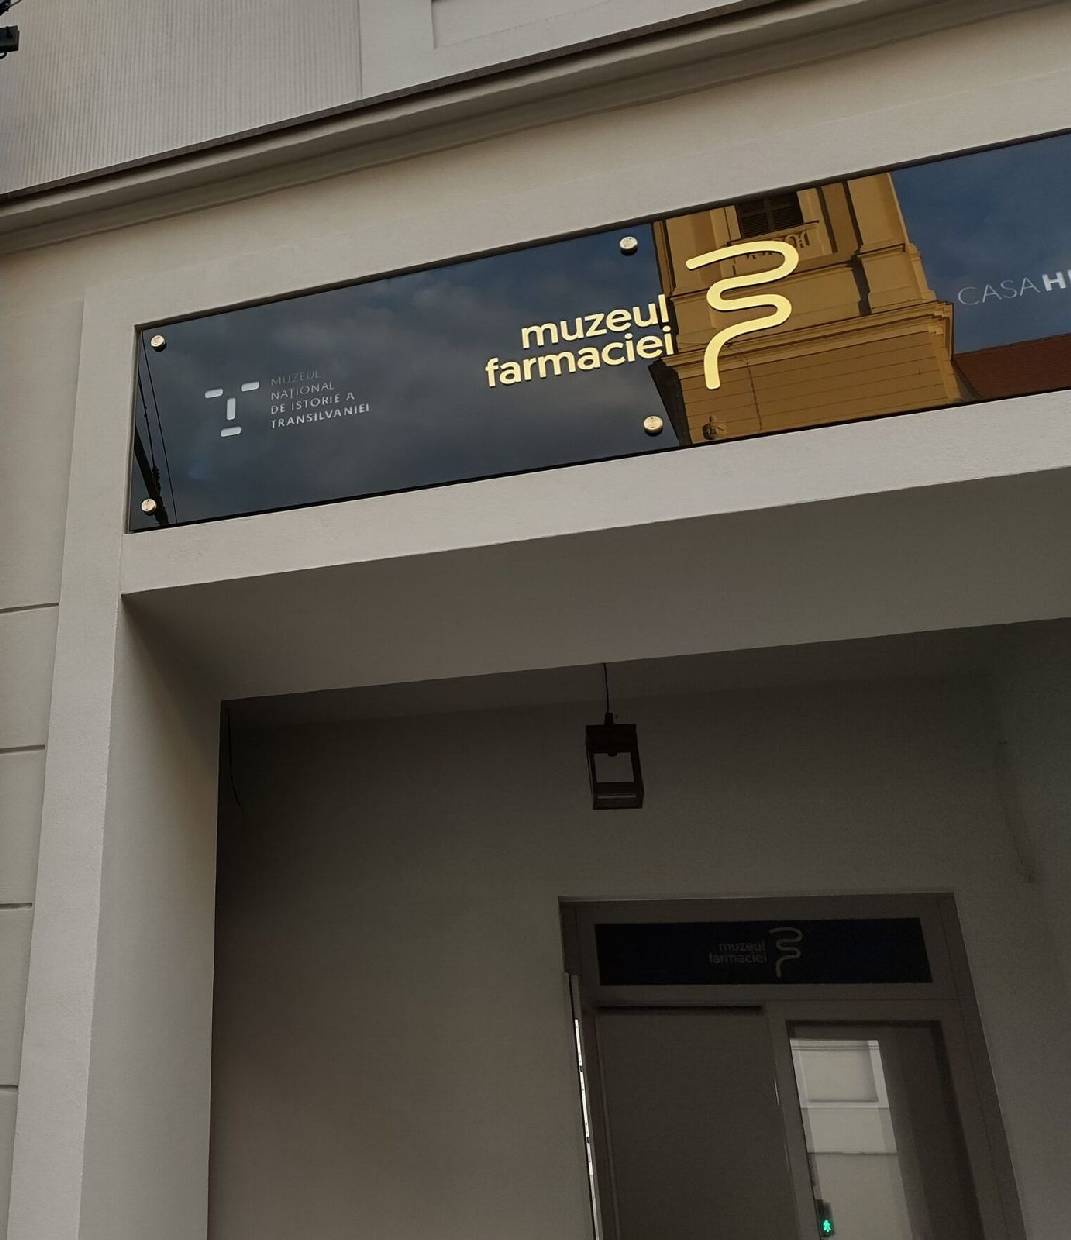 MUZEUL
NAȚIONAL
DE ISTORIE A
TRANSILVANIEI
muzeul
farmaciei
CASA
muzeul
farmaciei